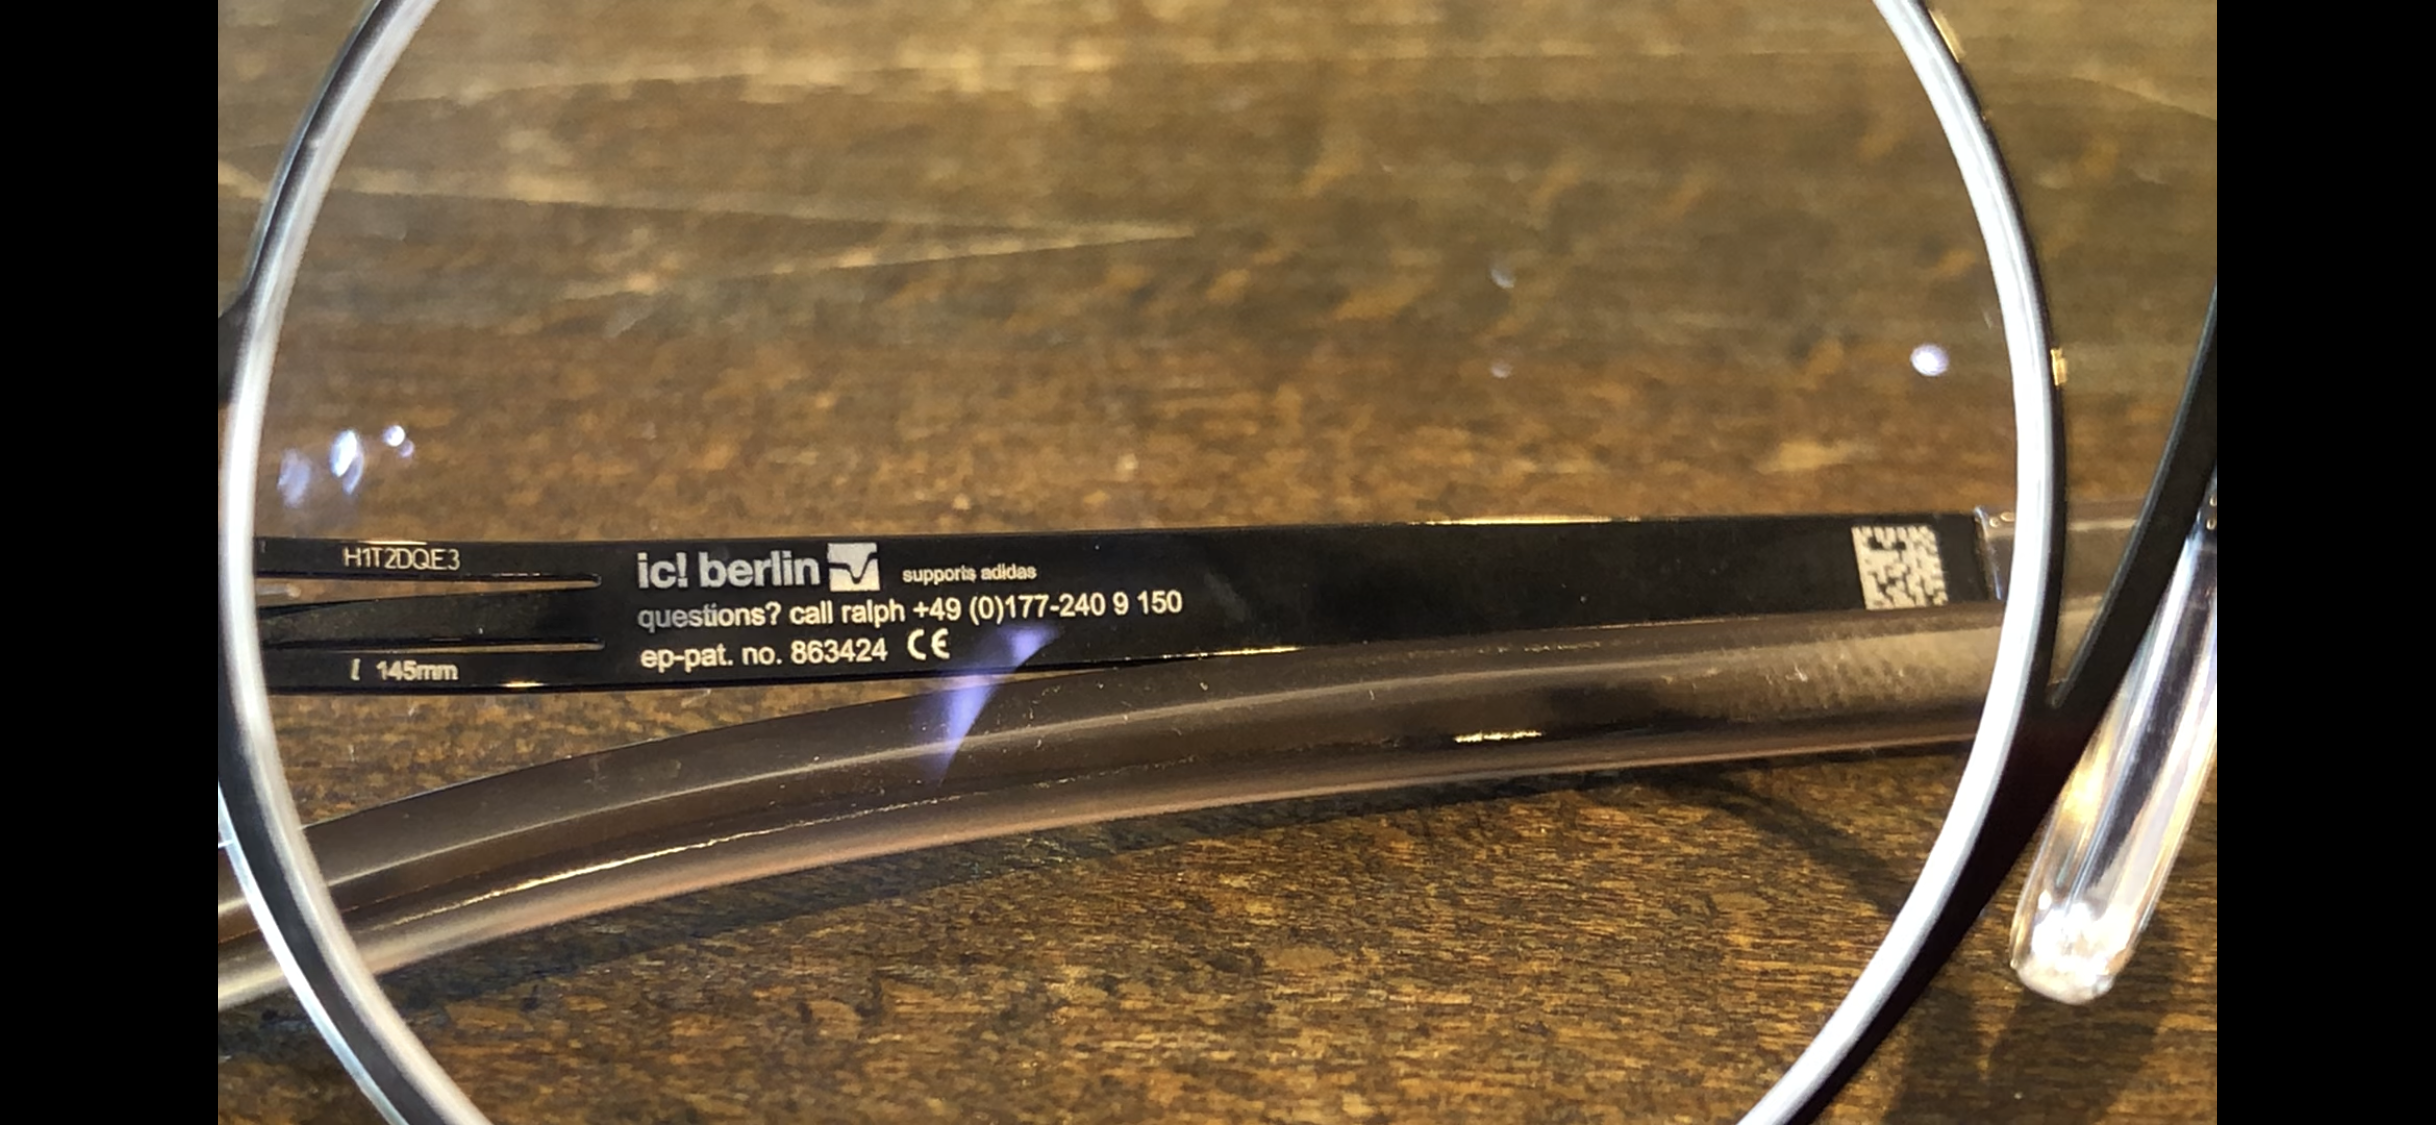 H1T2DQE3
ic! berlin supports adidas
questions? call ralph +49 (0)177-240 9 150
ep-pat. no. 863424 CE
l 145mm